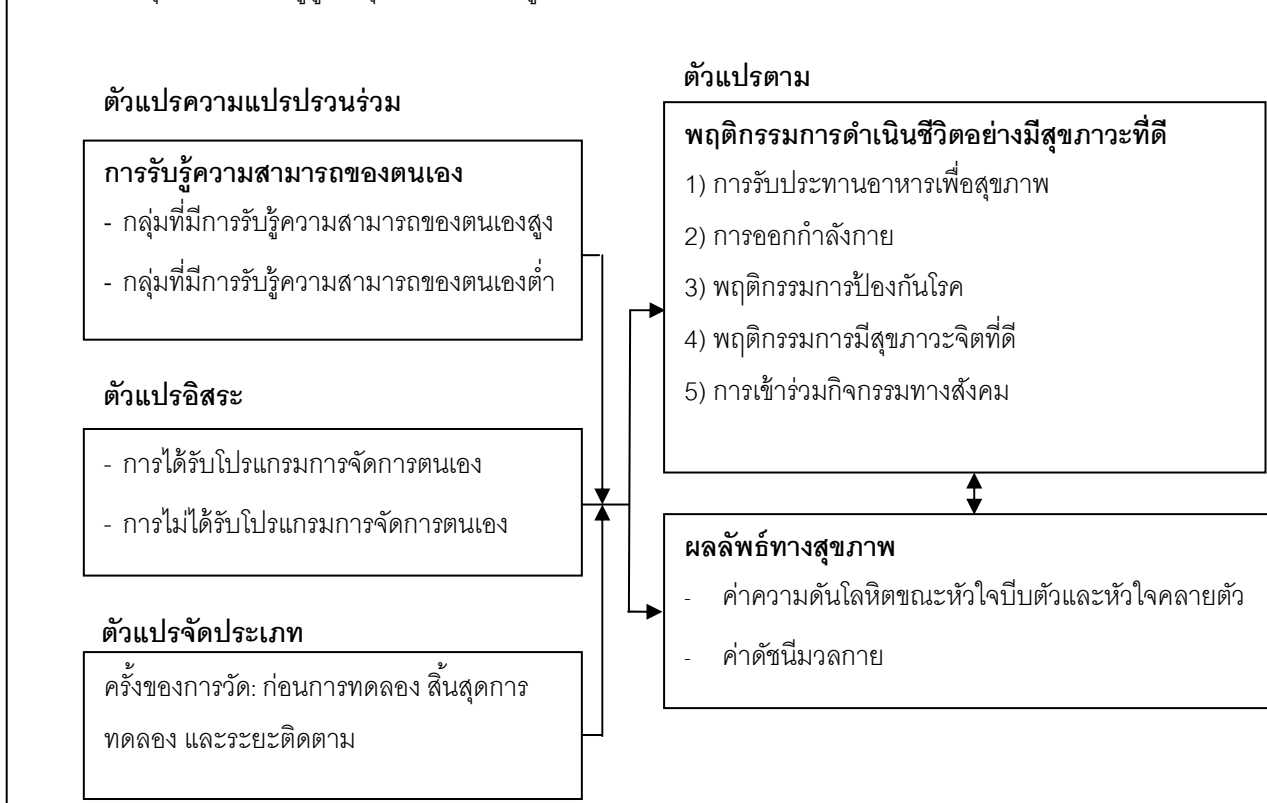 ตัวแปรความแปรปรวนร่วม
การรับรู้ความสามารถของตนเอง
- กลุ่มที่มีการรับรู้ความสามารถของตนเองสูง
- กลุ่มที่มีการรับรู้ความสามารถของตนเองต่ำ
ตัวแปรอิสระ
- การได้รับโปรแกรมการจัดการตนเอง
- การไม่ได้รับโปรแกรมการจัดการตนเอง
ตัวแปรจัดประเภท
ครั้งของการวัด: ก่อนการทดลอง สิ้นสุดการ
ทดลอง และระยะติดตาม
ตัวแปรตาม
พฤติกรรมการดำเนินชีวิตอย่างมีสุขภาวะที่ดี
1) การรับประทานอาหารเพื่อสุขภาพ
2) การออกกำลังกาย
3) พฤติกรรมการป้องกันโรค
4) พฤติกรรมการมีสุขภาวะจิตที่ดี
5) การเข้าร่วมกิจกรรมทางสังคม
ผลลัพธ์ทางสุขภาพ
- ค่าความดันโลหิตขณะหัวใจบีบตัวและหัวใจคลายตัว
- ค่าดัชนีมวลกาย